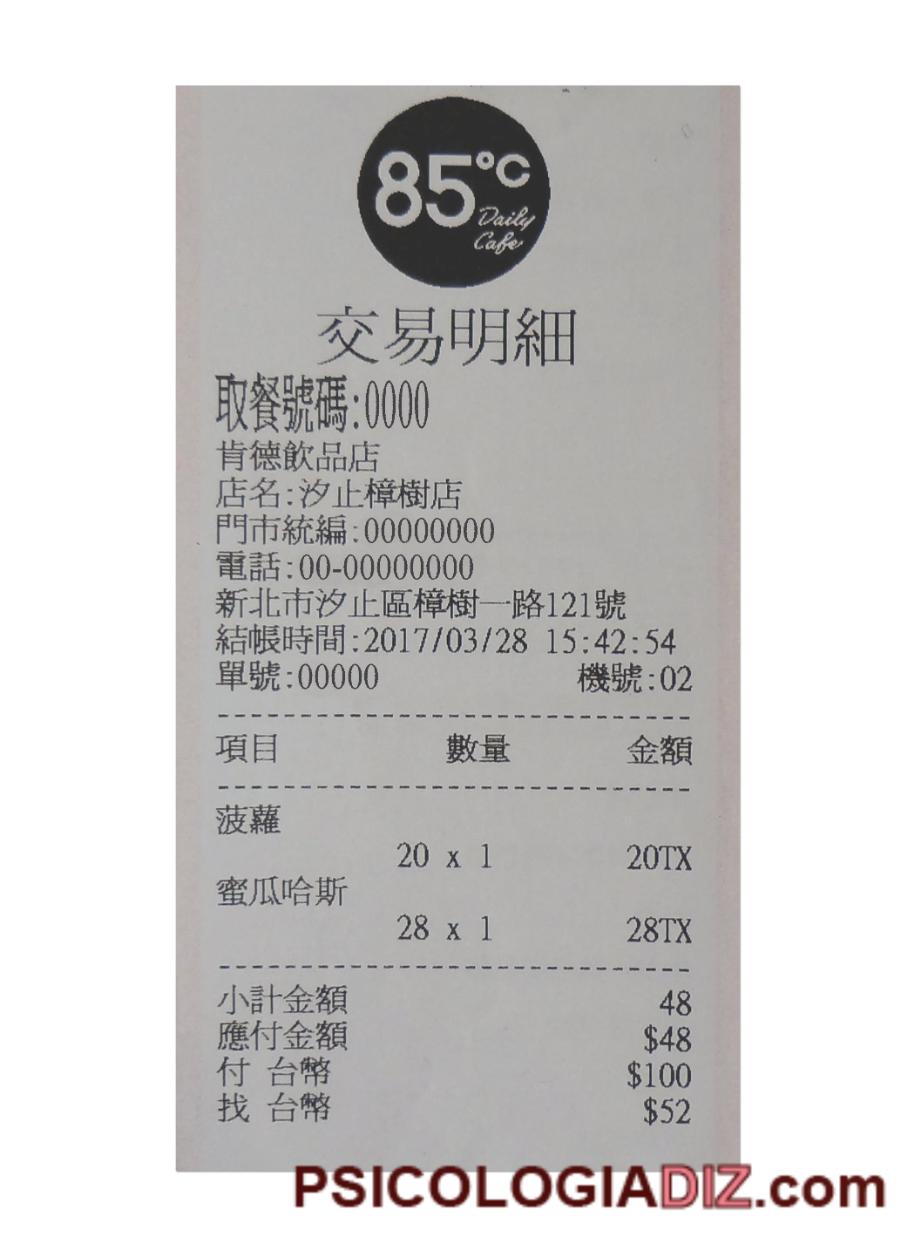 85°C
Daily
Cafe
交易明細
取餐號碼:0000
肯德飲品店
店名:汐止樟樹店
門市統編:00000000
電話:00-00000000
新北市汐止區樟樹一路121號
結帳時間:2017/03/28 15:42:54
單號:00000 機號:02
項目 數量 金額
菠蘿
20 x 1 20TX
蜜瓜哈斯
28 x 1 28TX
小計金額 48
應付金額 $48
付 台幣 $100
找 台幣 $52
PSICOLOGIADIZ.com